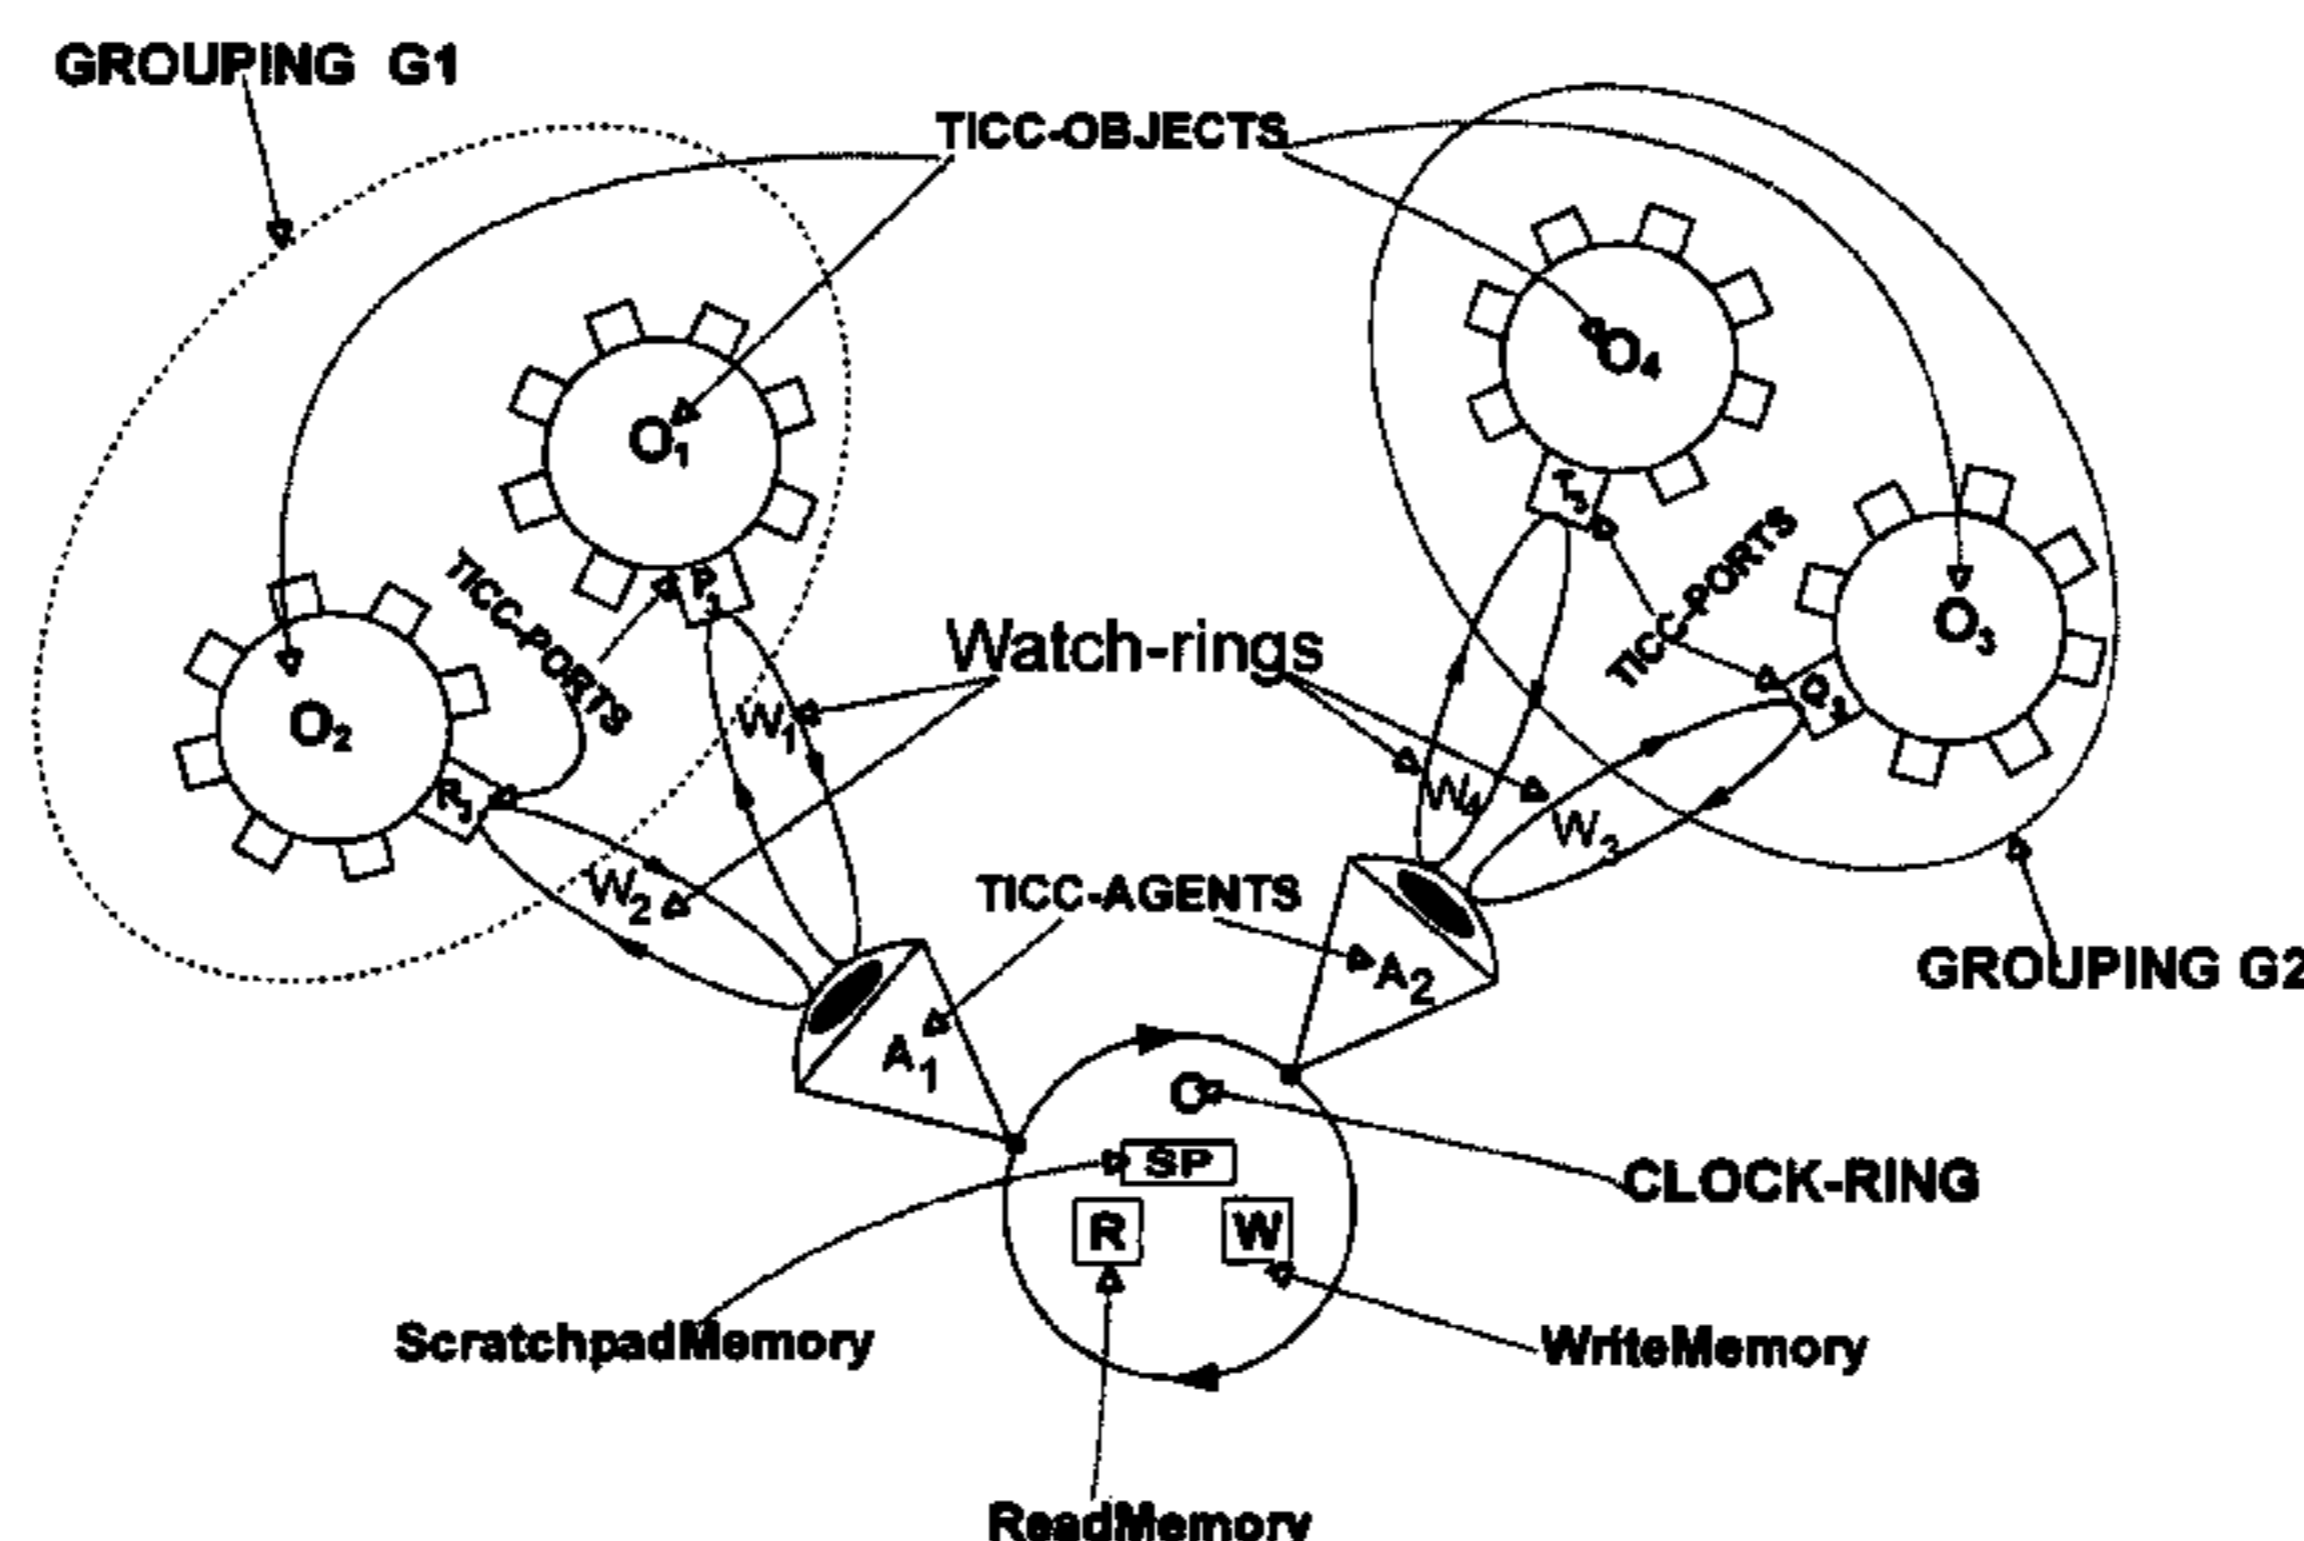 GROUPING G1
TICC-OBJECTS
O4
O1
TICC-PORTS
TICC-PORTS
O3
Watch-rings
O2
W1
W4
W3
W2
TICC-AGENTS
A2
GROUPING G2
A1
C
SP
CLOCK-RING
R
W
ScratchpadMemory
WriteMemory
ReadMemory